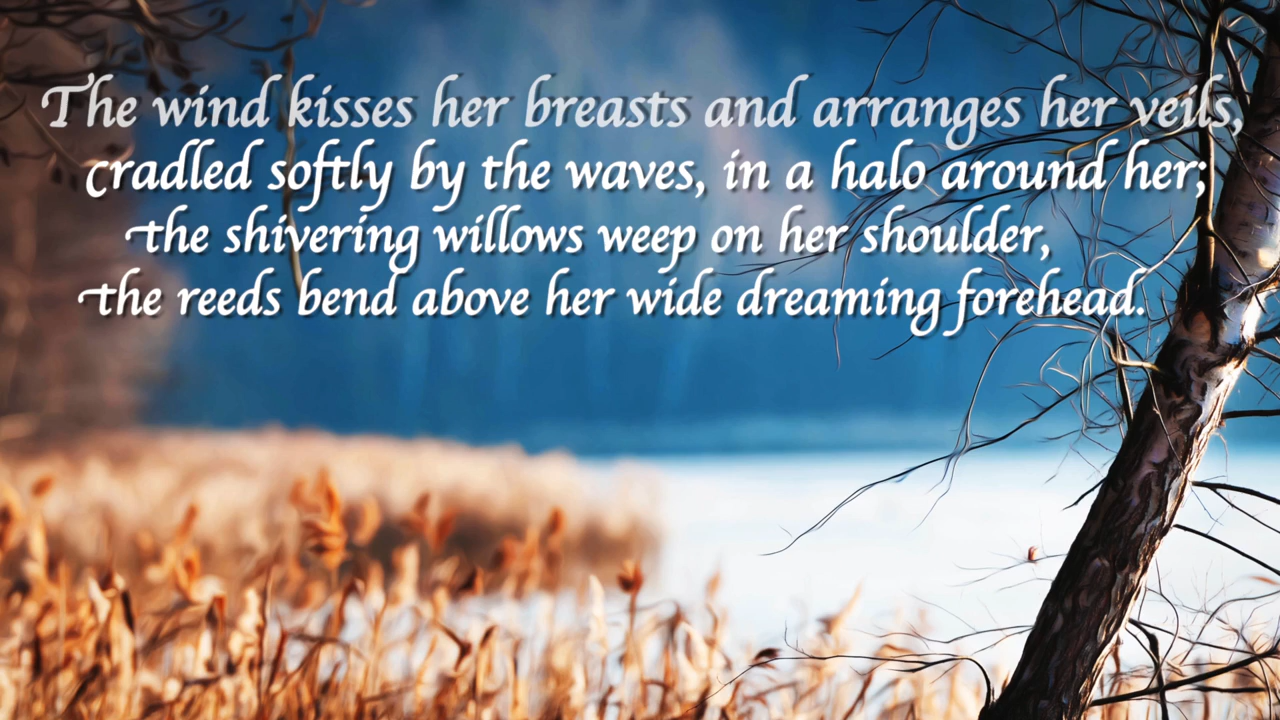 The wind kisses her breasts and arranges her veils,
cradled softly by the waves, in a halo around her;
the shivering willows weep on her shoulder,
the reeds bend above her wide dreaming forehead.